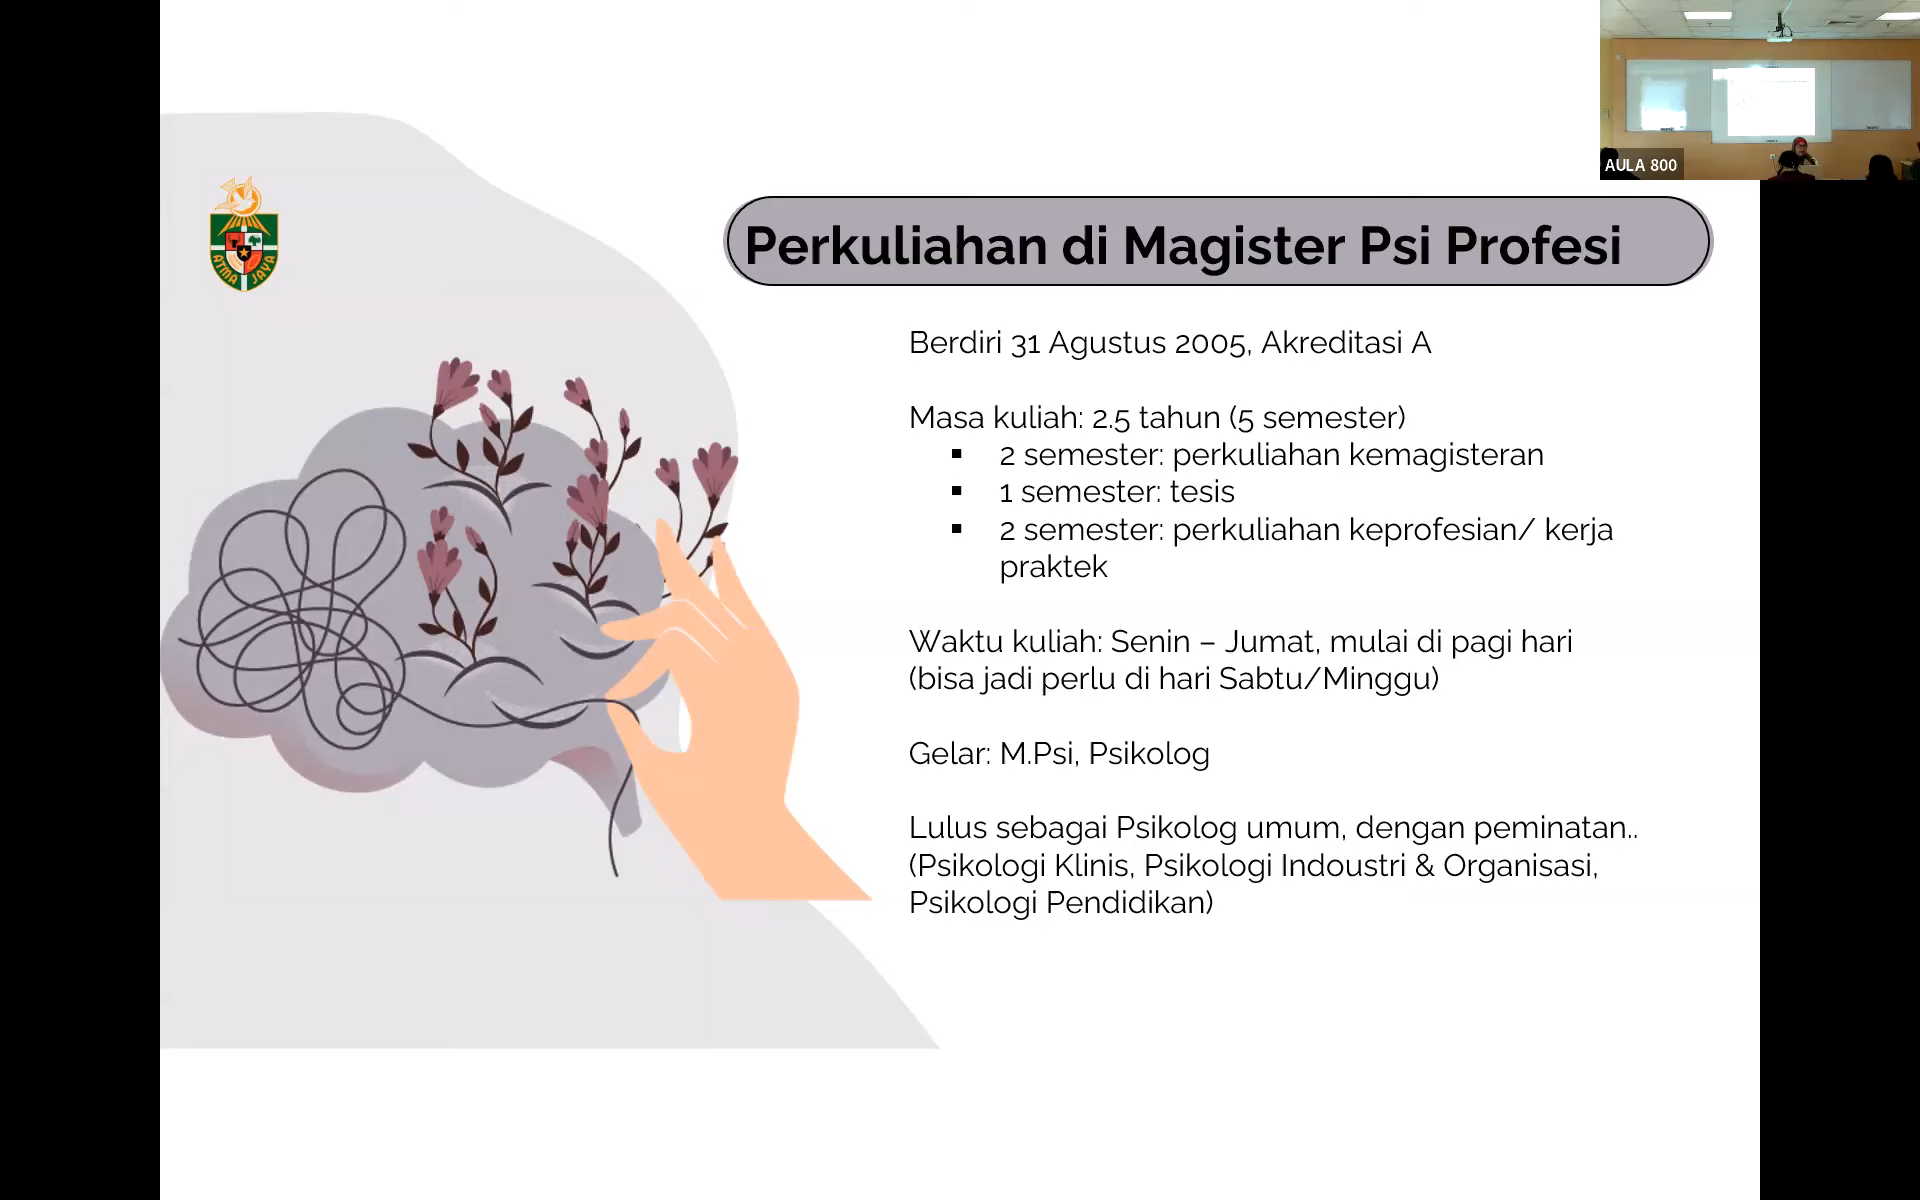 AULA 800
ATMA JAYA
Perkuliahan di Magister Psi Profesi
Berdiri 31 Agustus 2005, Akreditasi A
Masa kuliah: 2.5 tahun (5 semester)
▪ 2 semester: perkuliahan kemagisteran
▪ 1 semester: tesis
▪ 2 semester: perkuliahan keprofesian/ kerja
praktek
Waktu kuliah: Senin – Jumat, mulai di pagi hari
(bisa jadi perlu di hari Sabtu/Minggu)
Gelar: M.Psi, Psikolog
Lulus sebagai Psikolog umum, dengan peminatan..
(Psikologi Klinis, Psikologi Indoustri & Organisasi,
Psikologi Pendidikan)